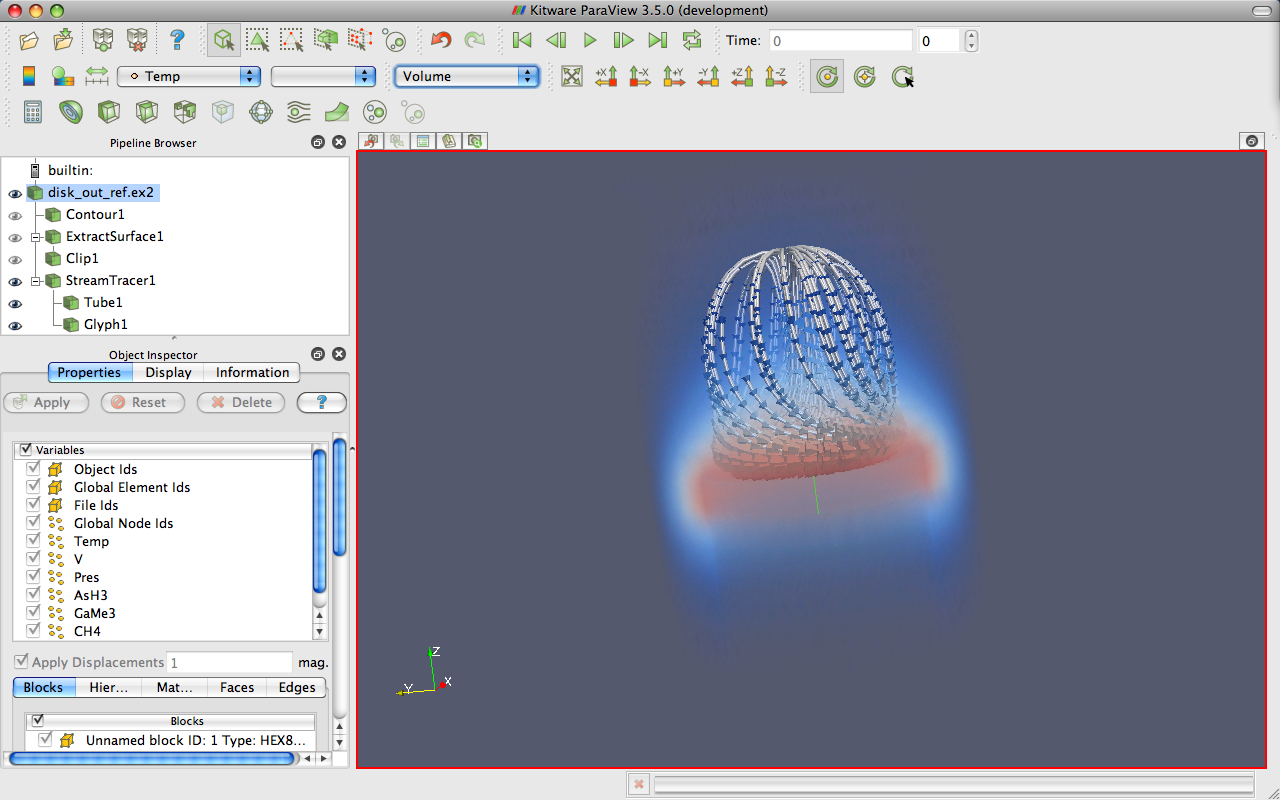 Kitware ParaView 3.5.0 (development)
Time: 0 0
Temp Volume
+X -X +Y -Y +Z -Z
Pipeline Browser
builtin:
disk_out_ref.ex2
Contour1
ExtractSurface1
Clip1
StreamTracer1
Tube1
Glyph1
Object Inspector
Properties Display Information
Apply Reset Delete ?
Variables
Object Ids
Global Element Ids
File Ids
Global Node Ids
Temp
V
Pres
AsH3
GaMe3
CH4
Apply Displacements 1 mag.
Blocks Hier... Mat... Faces Edges
Blocks
Unnamed block ID: 1 Type: HEX8...
Z
Y X